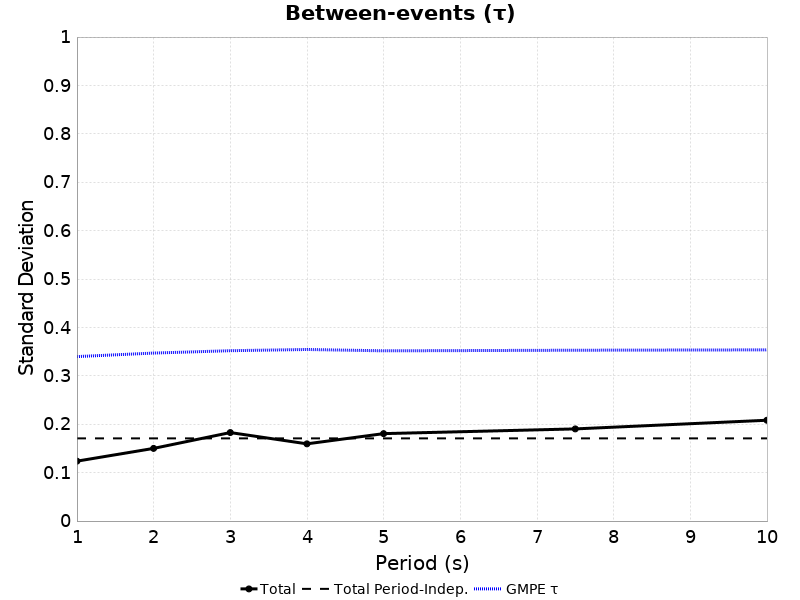 Between-events (τ)
1
0.9
0.8
0.7
0.6
0.5
0.4
0.3
0.2
0.1
0
Standard Deviation
1 2 3 4 5 6 7 8 9 10
Period (s)
Total Total Period-Indep. GMPE τ